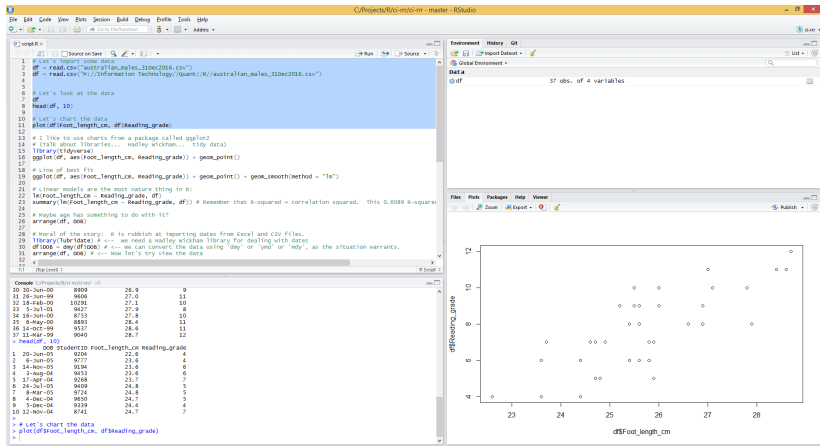 C:/Projects/R/ci-rrr/ci-rrr - master - RStudio
File Edit Code View Plots Session Build Debug Profile Tools Help
Go to file/function
Addins
script.R
Source on Save
Run
Source
1 # Let's import some data
2 df = read.csv("australian_males_31Dec2016.csv")
3 df = read.csv("M://Information Technology//Quant//R//australian_males_31Dec2016.csv")
4
5
6 # Let's look at the data
7 df
8 head(df, 10)
9
10 # Let's chart the data
11 plot(df$Foot_length_cm, df$Reading_grade)
12
13 # I like to use charts from a package called ggplot2
14 # (Talk about libraries... Hadley Wickham... tidy data)
15 library(tidyverse)
16 ggplot(df, aes(Foot_length_cm, Reading_grade)) + geom_point()
17
18 # Line of best fit
19 ggplot(df, aes(Foot_length_cm, Reading_grade)) + geom_point() + geom_smooth(method = "lm")
20
21 # Linear models are the most nature thing in R:
22 lm(Foot_length_cm ~ Reading_grade, df)
23 summary(lm(Foot_length_cm ~ Reading_grade, df)) # Remember that R-squared = correlation squared. This 0.6089 R-square
24
25 # Maybe age has something to do with it?
26 arrange(df, DOB)
27
28 # Moral of the story: R is rubbish at importing dates from Excel and CSV files.
29 library(lubridate) # <-- we need a Hadley Wickham library for dealing with dates
30 df$DOB = dmy(df$DOB) # <-- We can convert the data using `dmy' or `ymd' or `mdy', as the situation warrants.
31 arrange(df, DOB) # <-- Now let's try view the data
32
1:1 (Top Level) R Script
Console C:/Projects/R/ci-rrr/ci-rrr/
30 30-Jun-00 8909 26.9 9
31 26-Jun-99 9606 27.0 11
32 18-Feb-00 10291 27.1 10
33 5-Jul-01 9427 27.9 8
34 16-Jun-00 8753 27.8 10
35 6-May-00 8893 28.4 11
36 14-Oct-99 9537 28.6 11
37 11-Mar-99 9040 28.7 12
> head(df, 10)
DOB StudentID Foot_length_cm Reading_grade
1 20-Jun-05 9204 22.6 4
2 6-Jun-05 9777 23.6 4
3 14-Nov-05 9194 23.6 6
4 3-Aug-04 9453 23.6 6
5 17-Apr-04 9268 23.7 7
6 24-Jul-05 9409 24.8 5
7 8-Mar-05 9724 24.8 5
8 4-Dec-04 9650 24.7 5
9 5-Dec-04 9339 24.4 4
10 12-Nov-04 8741 24.7 7
>
> # Let's chart the data
> plot(df$Foot_length_cm, df$Reading_grade)
>
Environment History Git
Import Dataset
List
Global Environment
Data
df 37 obs. of 4 variables
Files Plots Packages Help Viewer
Zoom Export Publish
df$Reading_grade
12
10
8
6
4
23 24 25 26 27 28
df$Foot_length_cm